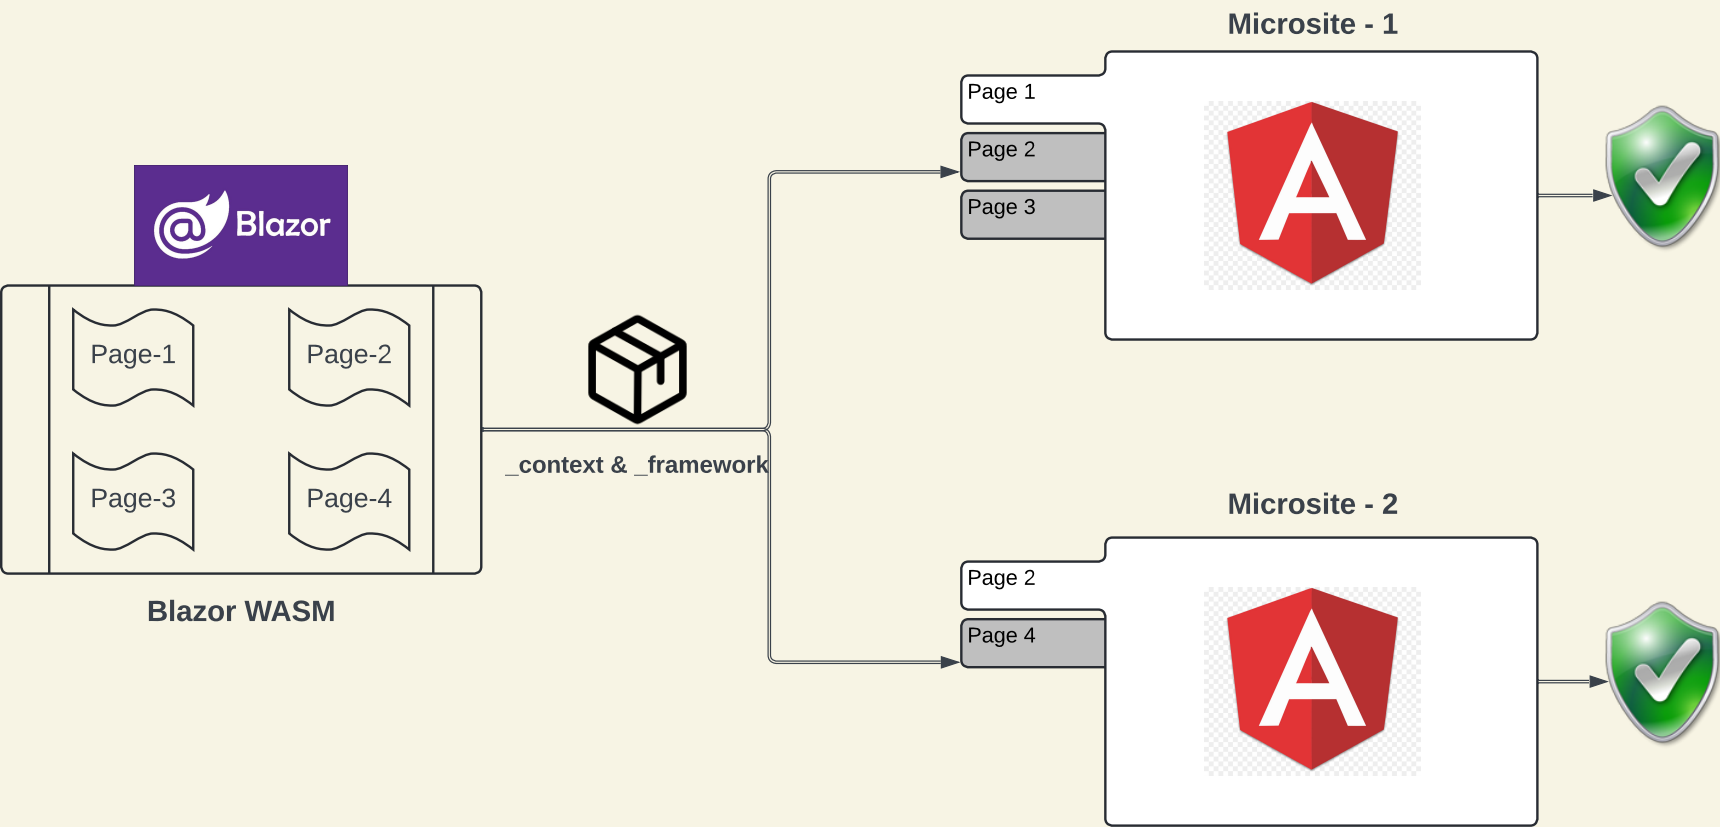 Microsite - 1
Page 1
Page 2
Page 3
Blazor
Page-1
Page-2
Page-3
Page-4
Blazor WASM
_context & _framework
Microsite - 2
Page 2
Page 4